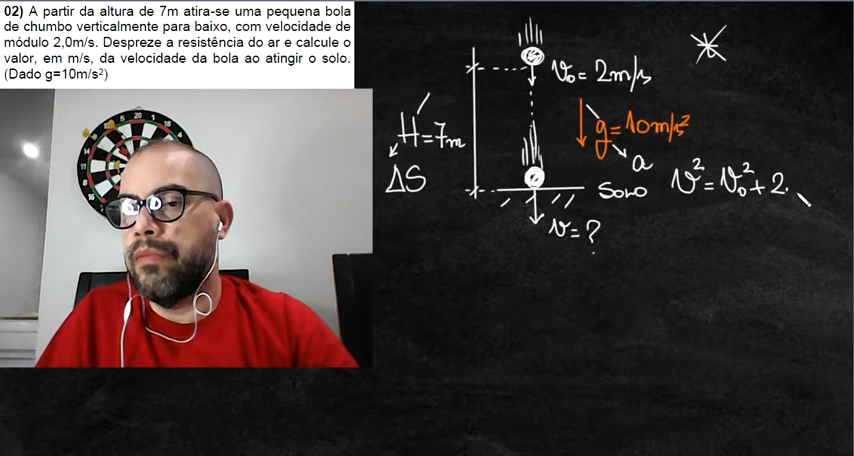 02) A partir da altura de 7m atira-se uma pequena bola
de chumbo verticalmente para baixo, com velocidade de
módulo 2,0m/s. Despreze a resistência do ar e calcule o
valor, em m/s, da velocidade da bola ao atingir o solo.
(Dado g=10m/s²)
v₀ = 2m/s
H = 7m
g = 10m/s²
a
ΔS
SOLO
v² = v₀² + 2.
v = ?